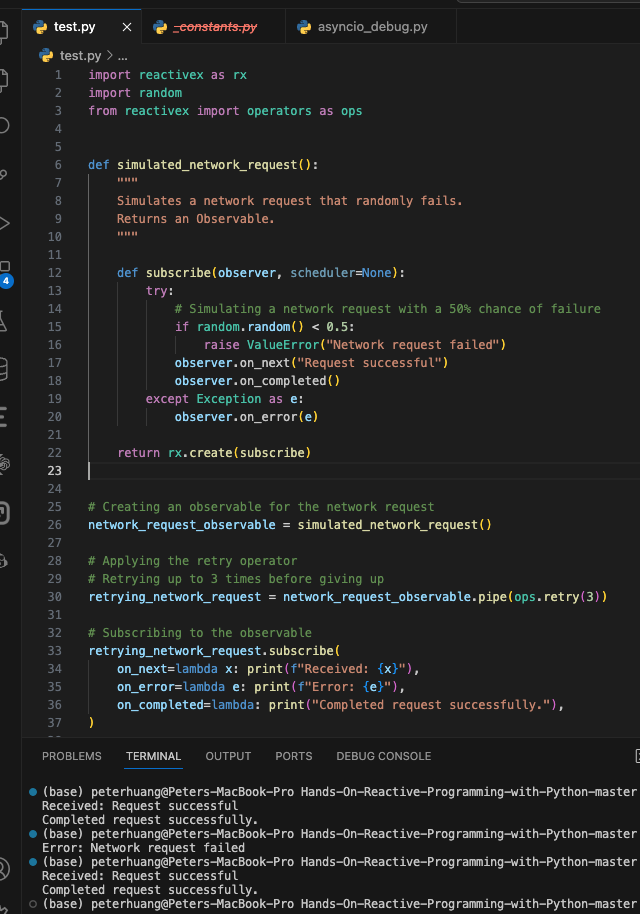 test.py × _constants.py asyncio_debug.py
test.py > ...
1 import reactivex as rx
2 import random
3 from reactivex import operators as ops
4
5
6 def simulated_network_request():
7     """
8     Simulates a network request that randomly fails.
9     Returns an Observable.
10     """
11
12     def subscribe(observer, scheduler=None):
13         try:
14             # Simulating a network request with a 50% chance of failure
15             if random.random() < 0.5:
16                 raise ValueError("Network request failed")
17             observer.on_next("Request successful")
18             observer.on_completed()
19         except Exception as e:
20             observer.on_error(e)
21
22     return rx.create(subscribe)
23
24
25 # Creating an observable for the network request
26 network_request_observable = simulated_network_request()
27
28 # Applying the retry operator
29 # Retrying up to 3 times before giving up
30 retrying_network_request = network_request_observable.pipe(ops.retry(3))
31
32 # Subscribing to the observable
33 retrying_network_request.subscribe(
34     on_next=lambda x: print(f"Received: {x}"),
35     on_error=lambda e: print(f"Error: {e}"),
36     on_completed=lambda: print("Completed request successfully."),
37 )
4
PROBLEMS TERMINAL OUTPUT PORTS DEBUG CONSOLE
(base) peterhuang@Peters-MacBook-Pro Hands-On-Reactive-Programming-with-Python-master
Received: Request successful
Completed request successfully.
(base) peterhuang@Peters-MacBook-Pro Hands-On-Reactive-Programming-with-Python-master
Error: Network request failed
(base) peterhuang@Peters-MacBook-Pro Hands-On-Reactive-Programming-with-Python-master
Received: Request successful
Completed request successfully.
(base) peterhuang@Peters-MacBook-Pro Hands-On-Reactive-Programming-with-Python-master